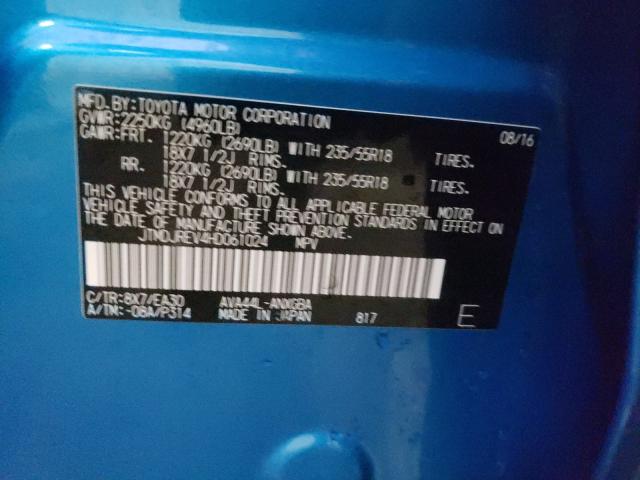 MFD. BY: TOYOTA MOTOR CORPORATION 08/16
GVWR: 2250KG (4960LB)
GAWR: FRT. 1220KG (2690LB) WITH 235/55R18 TIRES.
18X7 1/2J RIMS.
RR. 1220KG (2690LB) WITH 235/55R18 TIRES.
18X7 1/2J RIMS.
THIS VEHICLE CONFORMS TO ALL APPLICABLE FEDERAL MOTOR
VEHICLE SAFETY AND THEFT PREVENTION STANDARDS IN EFFECT ON
THE DATE OF MANUFACTURE SHOWN ABOVE.
JTMDJREV4HD061024 MPV
C/TR: 8X7/EA30 AVA44L-ANXGBA
A/TM: -08A/P314 MADE IN JAPAN 817 E